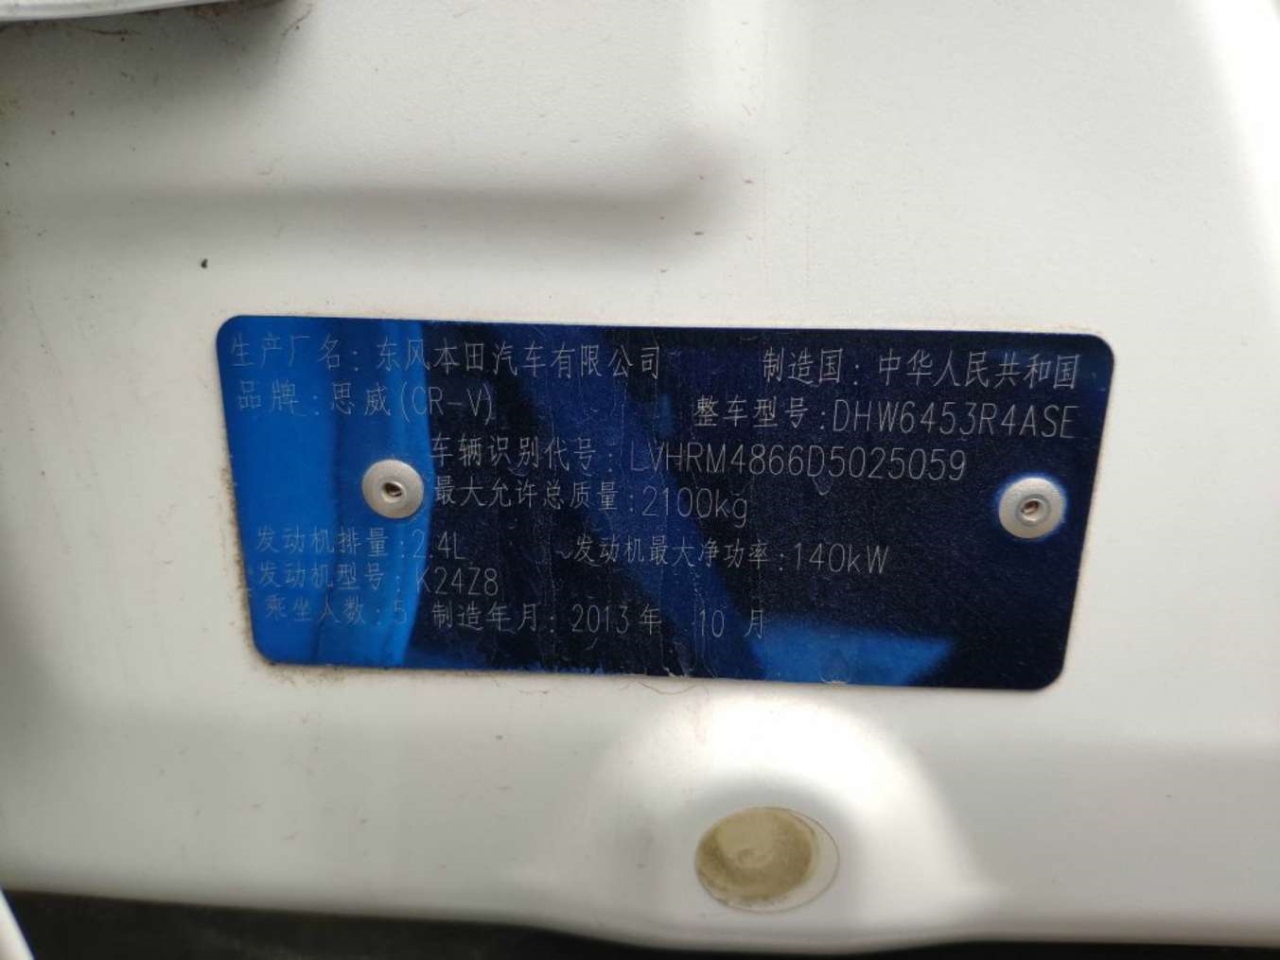 生产厂名：东风本田汽车有限公司 制造国：中华人民共和国
品牌：思威(CR-V) 整车型号：DHW6453R4ASE
车辆识别代号：LVHRM4866D5025059
最大允许总质量：2100kg
发动机排量：2.4L 发动机最大净功率：140kW
发动机型号：K24Z8
乘坐人数：5 制造年月：2013年 10 月